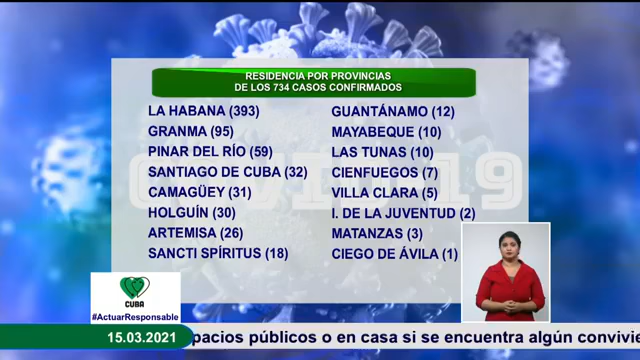 RESIDENCIA POR PROVINCIAS
DE LOS 734 CASOS CONFIRMADOS
LA HABANA (393)
GRANMA (95)
PINAR DEL RÍO (59)
SANTIAGO DE CUBA (32)
CAMAGÜEY (31)
HOLGUÍN (30)
ARTEMISA (26)
SANCTI SPÍRITUS (18)
GUANTÁNAMO (12)
MAYABEQUE (10)
LAS TUNAS (10)
CIENFUEGOS (7)
VILLA CLARA (5)
I. DE LA JUVENTUD (2)
MATANZAS (3)
CIEGO DE ÁVILA (1)
COVID 19
CUBA
#ActuarResponsable
15.03.2021
públicos o en casa si se encuentra algún